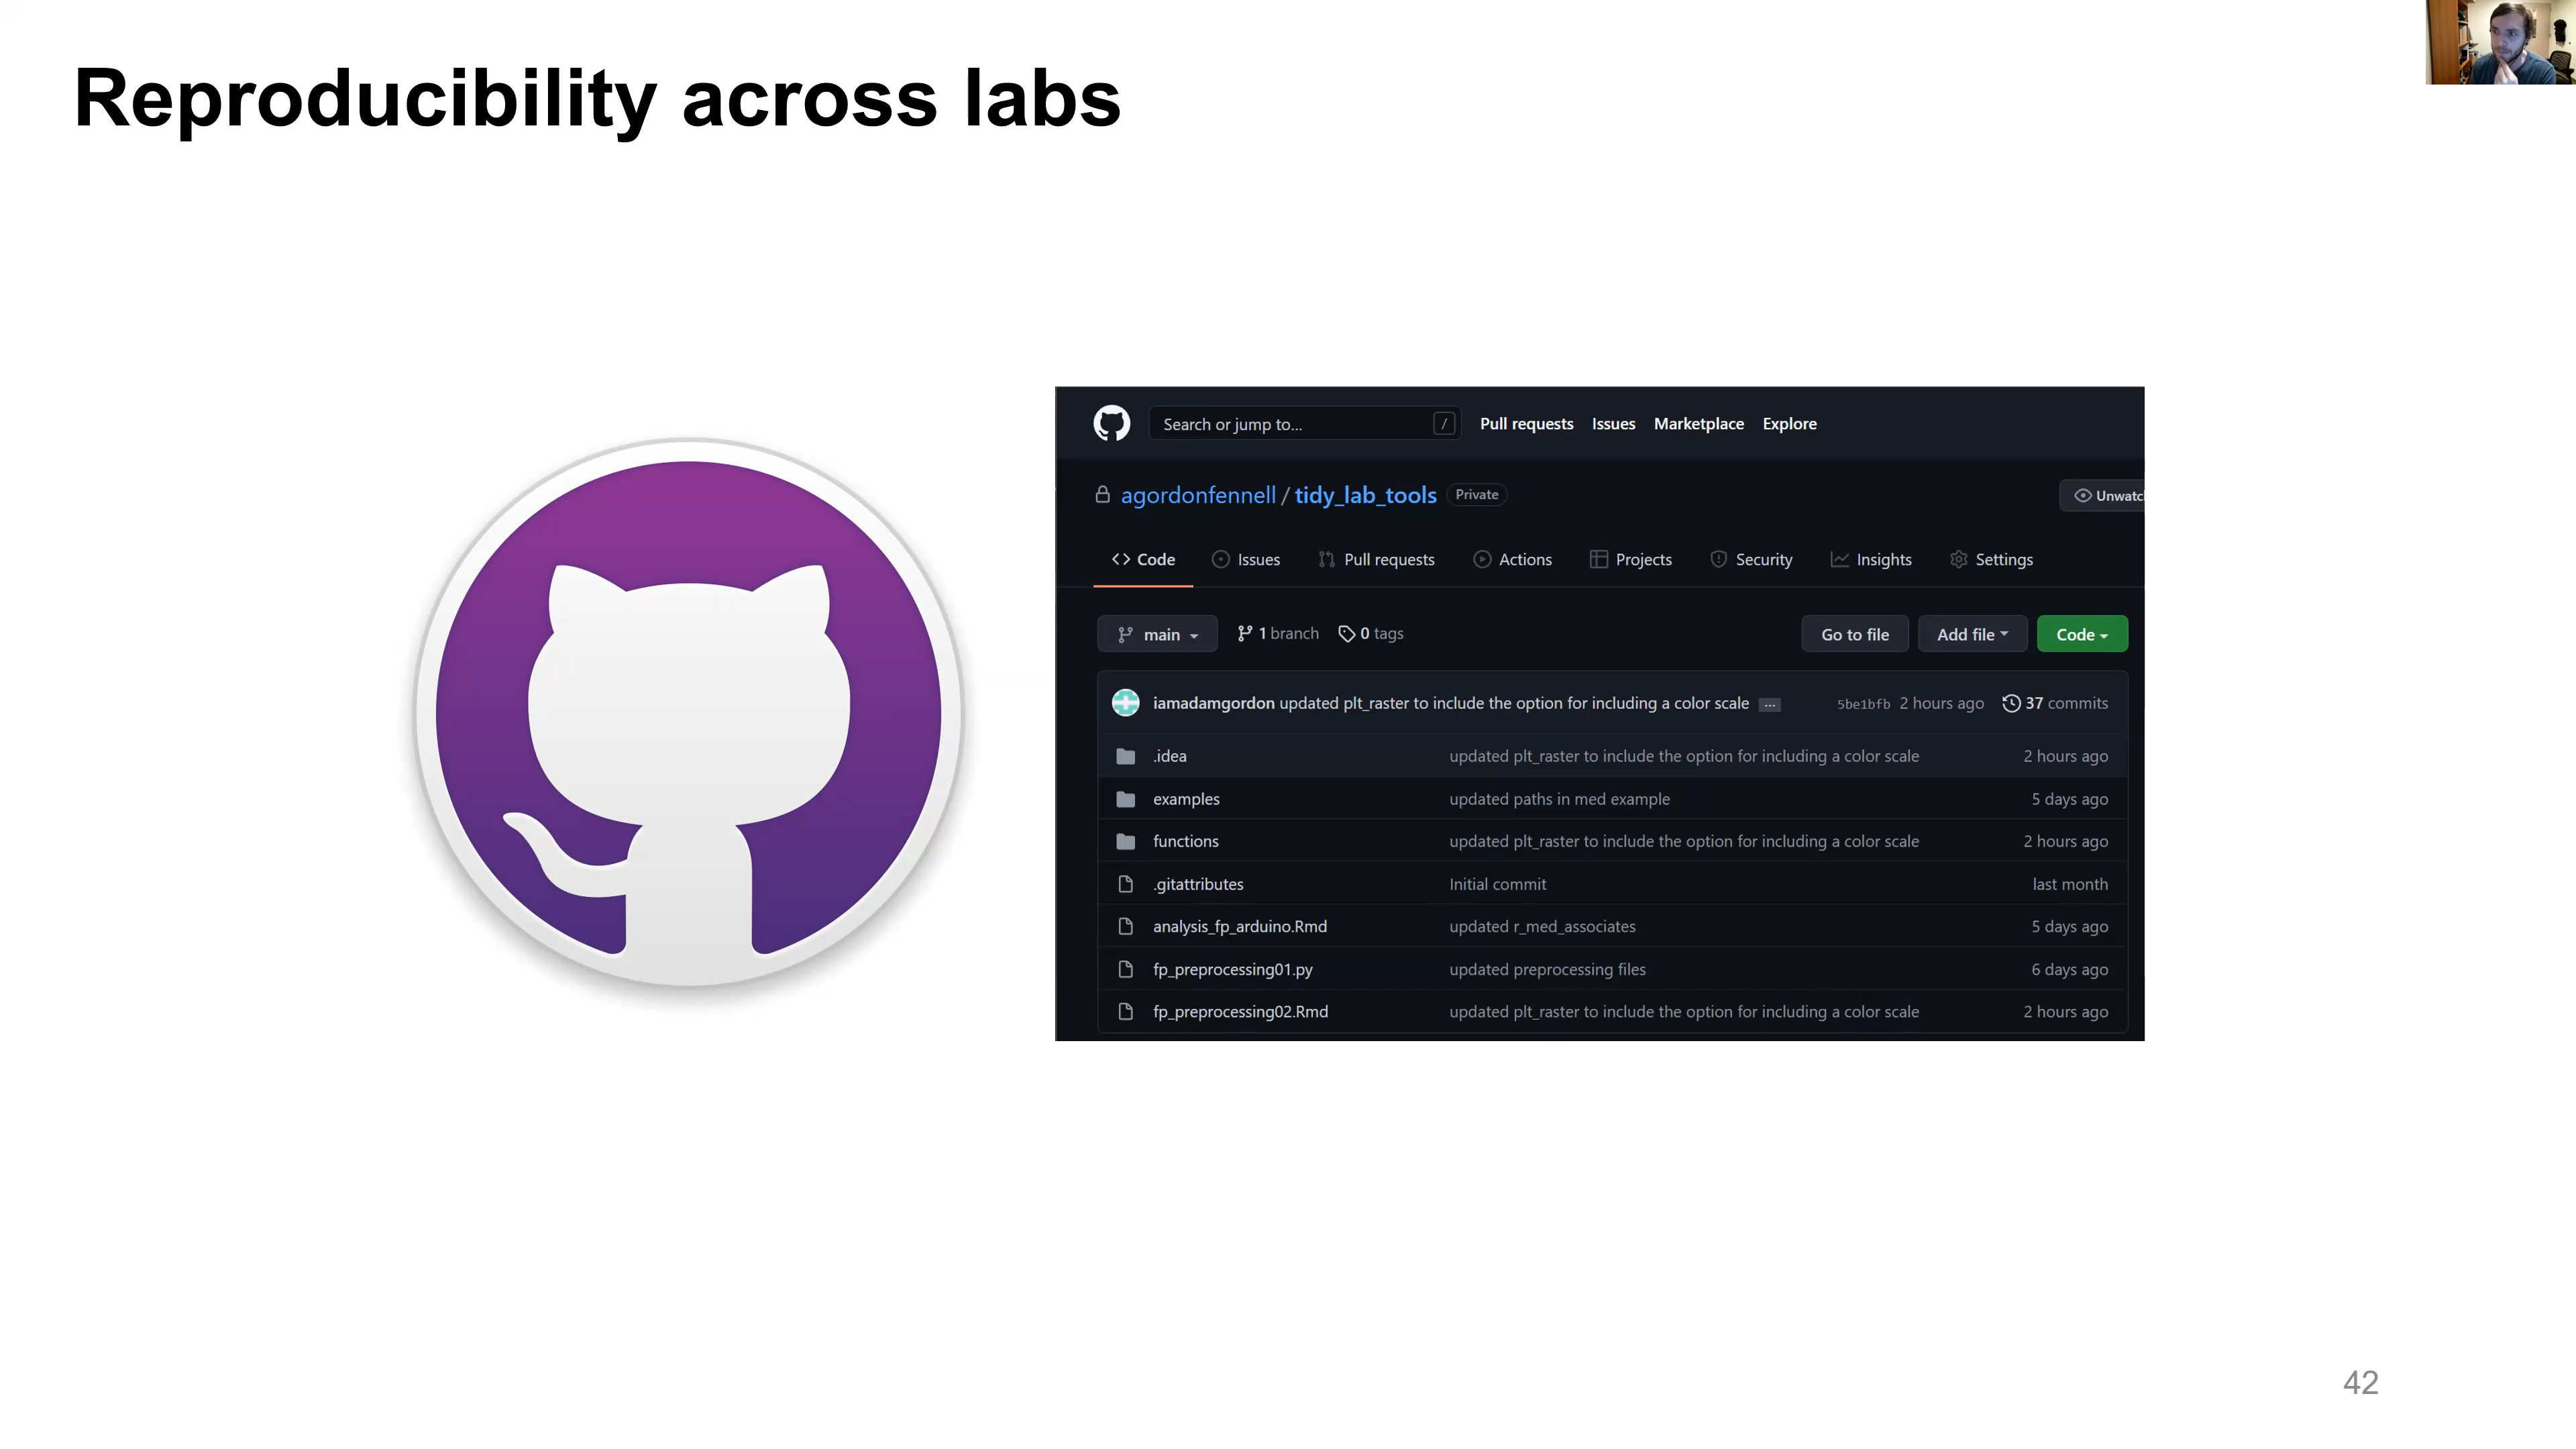 Reproducibility across labs
Search or jump to... / Pull requests Issues Marketplace Explore
agordonfennell / tidy_lab_tools Private Unwatc
Code Issues Pull requests Actions Projects Security Insights Settings
main 1 branch 0 tags Go to file Add file Code
iamadamgordon updated plt_raster to include the option for including a color scale ... 5be1bfb 2 hours ago 37 commits
.idea updated plt_raster to include the option for including a color scale 2 hours ago
examples updated paths in med example 5 days ago
functions updated plt_raster to include the option for including a color scale 2 hours ago
.gitattributes Initial commit last month
analysis_fp_arduino.Rmd updated r_med_associates 5 days ago
fp_preprocessing01.py updated preprocessing files 6 days ago
fp_preprocessing02.Rmd updated plt_raster to include the option for including a color scale 2 hours ago
42